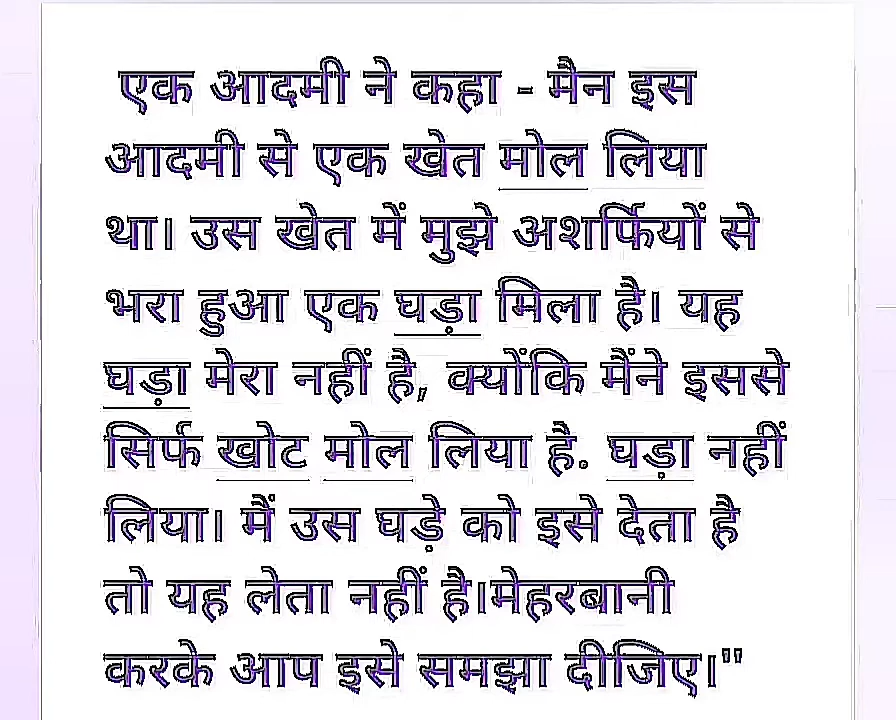 एक आदमी ने कहा - मैन इस
आदमी से एक खेत मोल लिया
था। उस खेत में मुझे अशर्फियों से
भरा हुआ एक घड़ा मिला है। यह
घड़ा मेरा नहीं है, क्योंकि मैंने इससे
सिर्फ खोट मोल लिया है. घड़ा नहीं
लिया। मैं उस घड़े को इसे देता है
तो यह लेता नहीं है।मेहरबानी
करके आप इसे समझा दीजिए।"